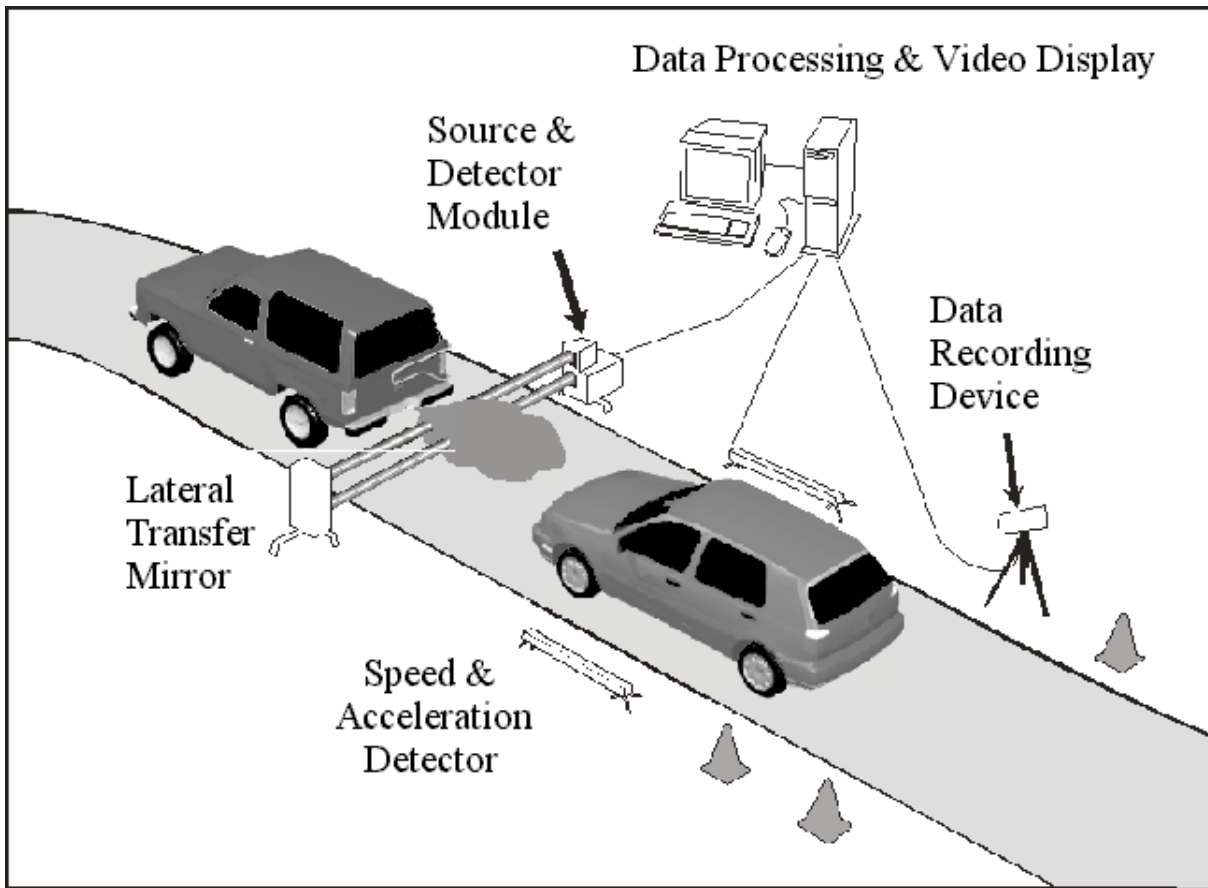 Data Processing & Video Display
Source &
Detector
Module
Data
Recording
Device
Lateral
Transfer
Mirror
Speed &
Acceleration
Detector